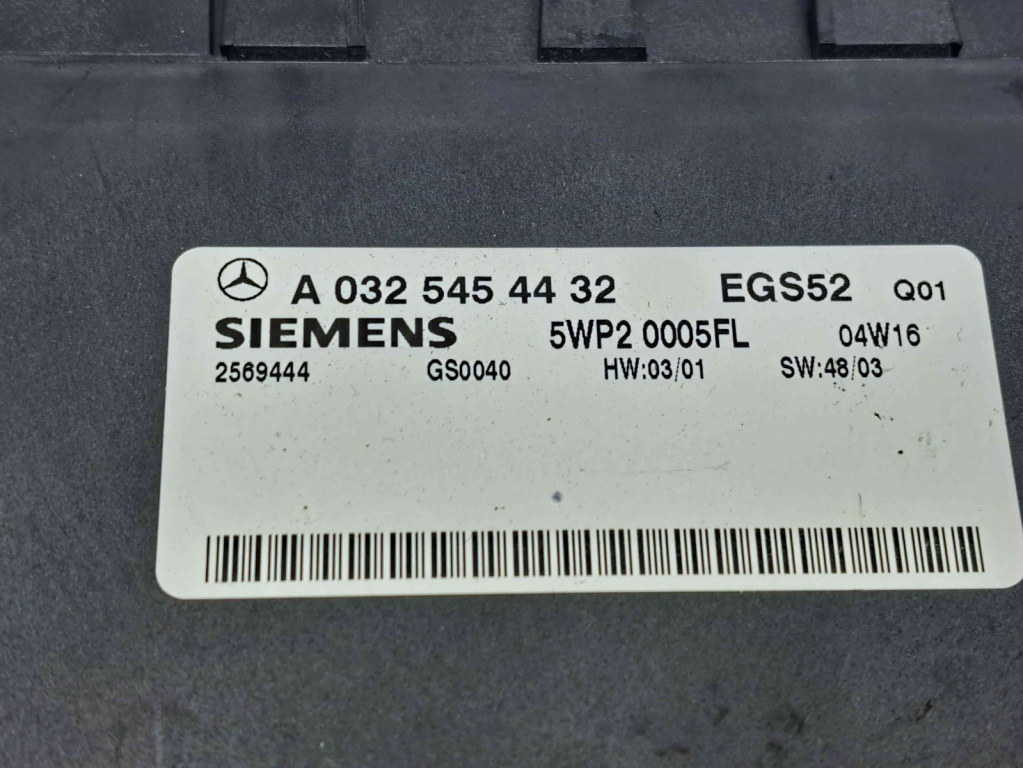 A 032 545 44 32 EGS52 Q01
SIEMENS 5WP2 0005FL 04W16
2569444 GS0040 HW:03/01 SW:48/03